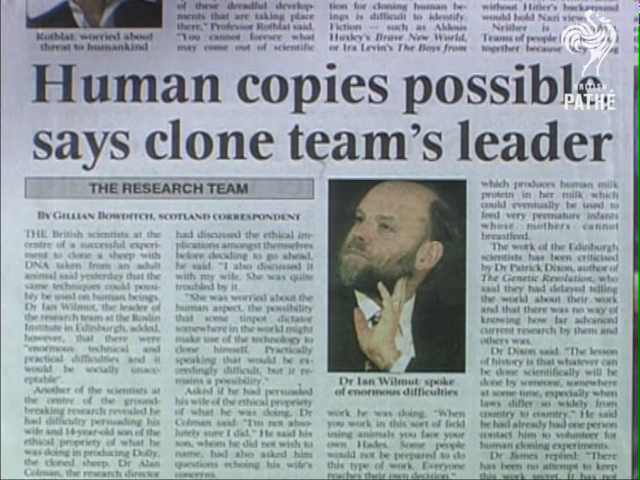 of these dreadful develop-
ments that are taking place
there," Professor Rotblat said.
"You cannot foresee what
may come out of scientific
tion for cloning human be-
ings is difficult to identify.
Fiction — such as Aldous
Huxley's Brave New World,
or Ira Levin's The Boys from
without Hitler's background
would hold Nazi
Neither is
Teams of people
together because
Rotblat: worried about
threat to humankind
BRITISH
PATHÉ
Human copies possible
says clone team's leader
THE RESEARCH TEAM
BY GILLIAN BOWDITCH, SCOTLAND CORRESPONDENT
THE British scientists at the
centre of a successful experi-
ment to clone a sheep with
DNA taken from an adult
animal said yesterday that the
same techniques could possi-
bly be used on human beings.
Dr Ian Wilmut, the leader of
the research team at the Roslin
Institute in Edinburgh, added,
however, that there were
"enormous technical and
practical difficulties and it
would be socially unacc-
eptable".
Another of the scientists at
the centre of the ground-
breaking research revealed he
had difficulty persuading his
wife and 14-year-old son of the
ethical propriety of what he
was doing in producing Dolly,
the cloned sheep. Dr Alan
Colman, the research director
had discussed the ethical im-
plications amongst themselves
before deciding to go ahead,
he said. "I also discussed it
with my wife. She was quite
troubled by it.
"She was worried about the
human aspect, the possibility
that some tinpot dictator
somewhere in the world might
make use of the technology to
clone himself. Practically
speaking that would be ex-
ceedingly difficult, but it re-
mains a possibility."
Asked if he had persuaded
his wife of the ethical propriety
of what he was doing, Dr
Colman said: "I'm not abso-
lutely sure I did." He said his
son, whom he did not wish to
name, had also asked him
questions echoing his wife's
concerns.
Dr Ian Wilmut: spoke
of enormous difficulties
work he was doing. "When
you work in this sort of field
using animals you face your
own Hades. Some people
would not be prepared to do
this type of work. Everyone
reaches their own decision."
which produces human milk
protein in her milk which
could eventually be used to
feed very premature infants
whose mothers cannot
breastfeed.
The work of the Edinburgh
scientists has been criticised
by Dr Patrick Dixon, author of
The Genetic Revolution, who
said they had delayed telling
the world about their work
and that there was no way of
knowing how far advanced
current research by them and
others was.
Dr Dixon said: "The lesson
of history is that whatever can
be done scientifically will be
done by someone, somewhere
at some time, especially when
laws differ so widely from
country to country." He said
he had already had one person
contact him to volunteer for
human cloning experiments.
Dr James replied: "There
has been no attempt to keep
this work secret. It has not